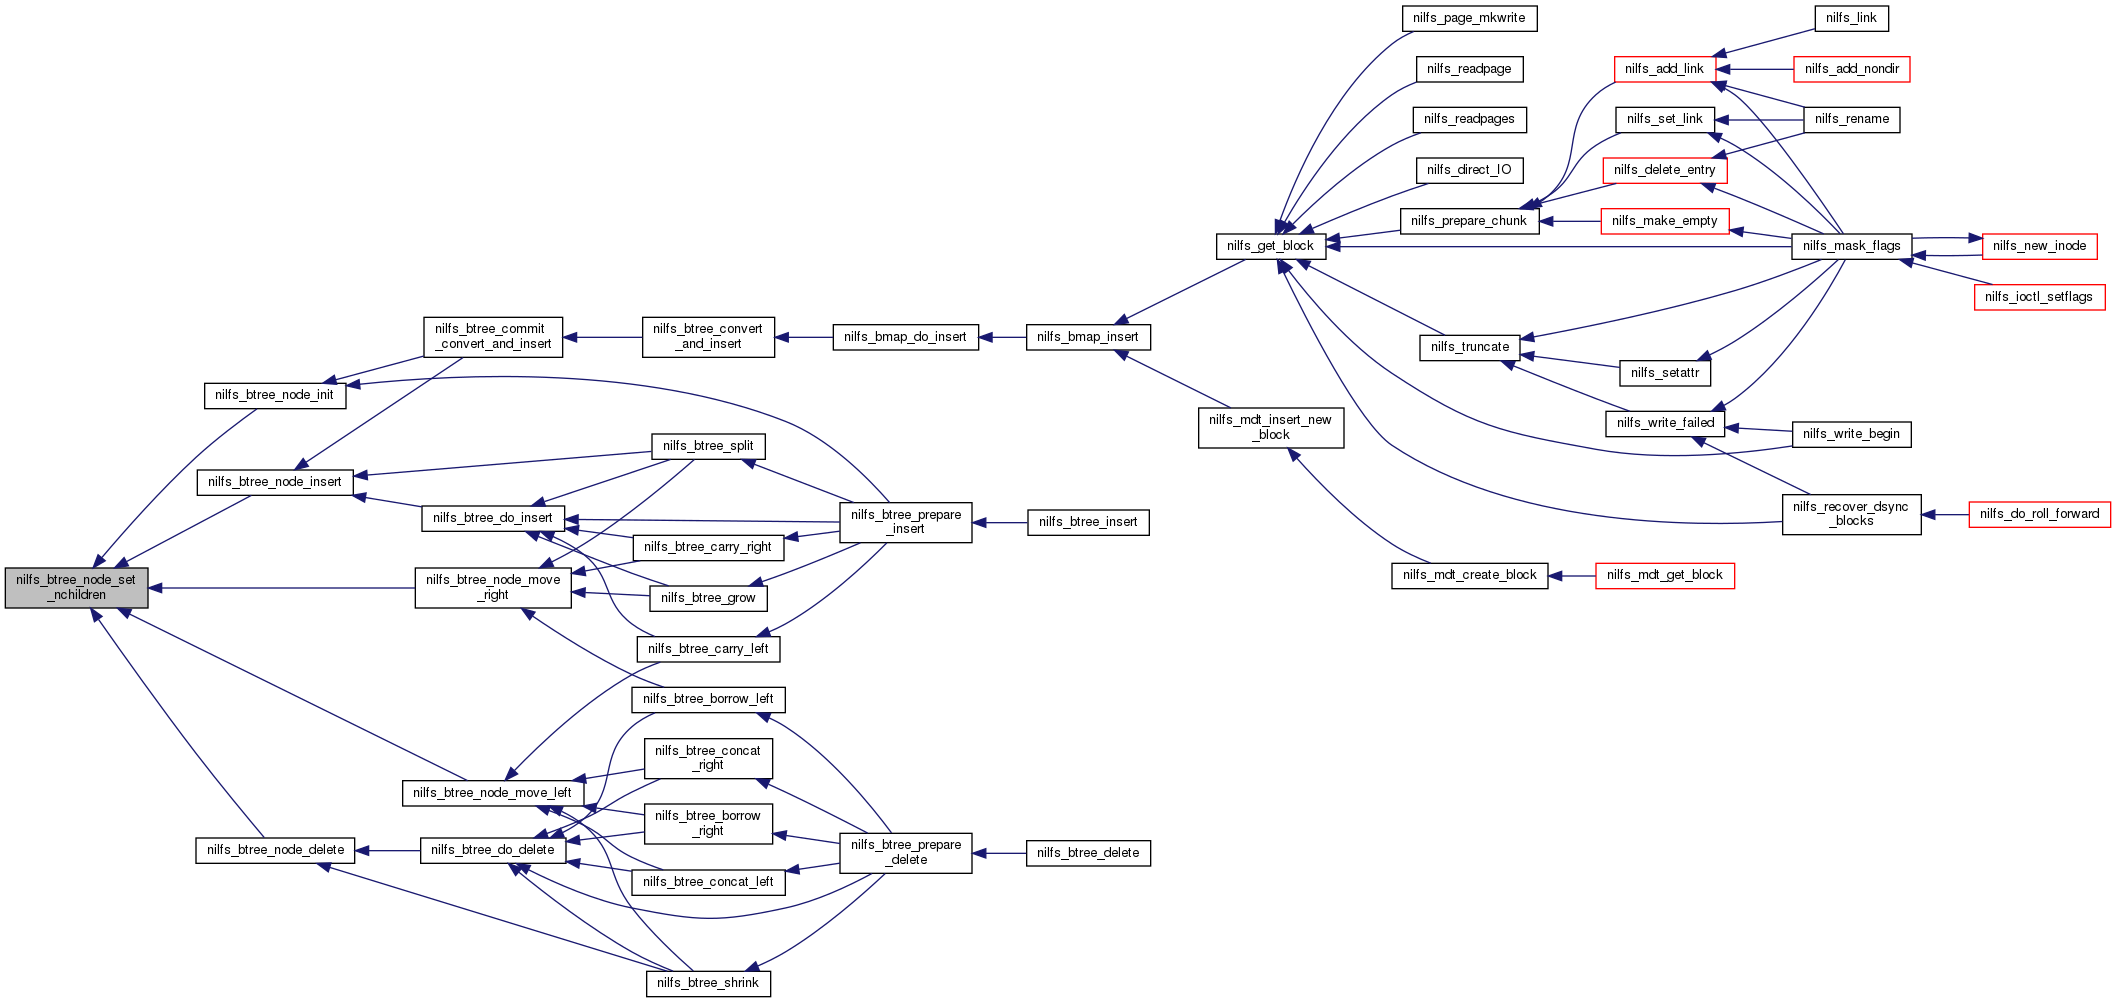 nilfs_btree_node_set
_nchildren
nilfs_btree_node_init
nilfs_btree_node_insert
nilfs_btree_node_move
_right
nilfs_btree_node_move_left
nilfs_btree_node_delete
nilfs_btree_commit
_convert_and_insert
nilfs_btree_do_insert
nilfs_btree_do_delete
nilfs_btree_convert
_and_insert
nilfs_btree_split
nilfs_btree_carry_right
nilfs_btree_grow
nilfs_btree_carry_left
nilfs_btree_borrow_left
nilfs_btree_concat
_right
nilfs_btree_borrow
_right
nilfs_btree_concat_left
nilfs_btree_shrink
nilfs_bmap_do_insert
nilfs_btree_prepare
_insert
nilfs_btree_prepare
_delete
nilfs_bmap_insert
nilfs_btree_insert
nilfs_btree_delete
nilfs_get_block
nilfs_mdt_insert_new
_block
nilfs_page_mkwrite
nilfs_readpage
nilfs_readpages
nilfs_direct_IO
nilfs_prepare_chunk
nilfs_truncate
nilfs_mdt_create_block
nilfs_add_link
nilfs_set_link
nilfs_delete_entry
nilfs_make_empty
nilfs_setattr
nilfs_write_failed
nilfs_mdt_get_block
nilfs_link
nilfs_add_nondir
nilfs_rename
nilfs_mask_flags
nilfs_write_begin
nilfs_recover_dsync
_blocks
nilfs_new_inode
nilfs_ioctl_setflags
nilfs_do_roll_forward